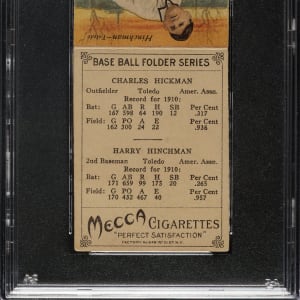 Hinchman-Toledo
BASE BALL FOLDER SERIES
CHARLES HICKMAN
Outfielder Toledo Amer. Asso.
Record for 1910:
Bat: G AB R H SB Per Cent
167 598 64 190 12 .317
Field: G PO A E Per Cent
162 300 24 22 .936
HARRY HINCHMAN
2nd Baseman Toledo Amer. Asso.
Record for 1910:
Bat: G AB R H SB Per Cent
171 659 99 175 20 .265
Field: G PO A E Per Cent
170 452 467 40 .957
MECCA CIGARETTES
"PERFECT SATISFACTION"